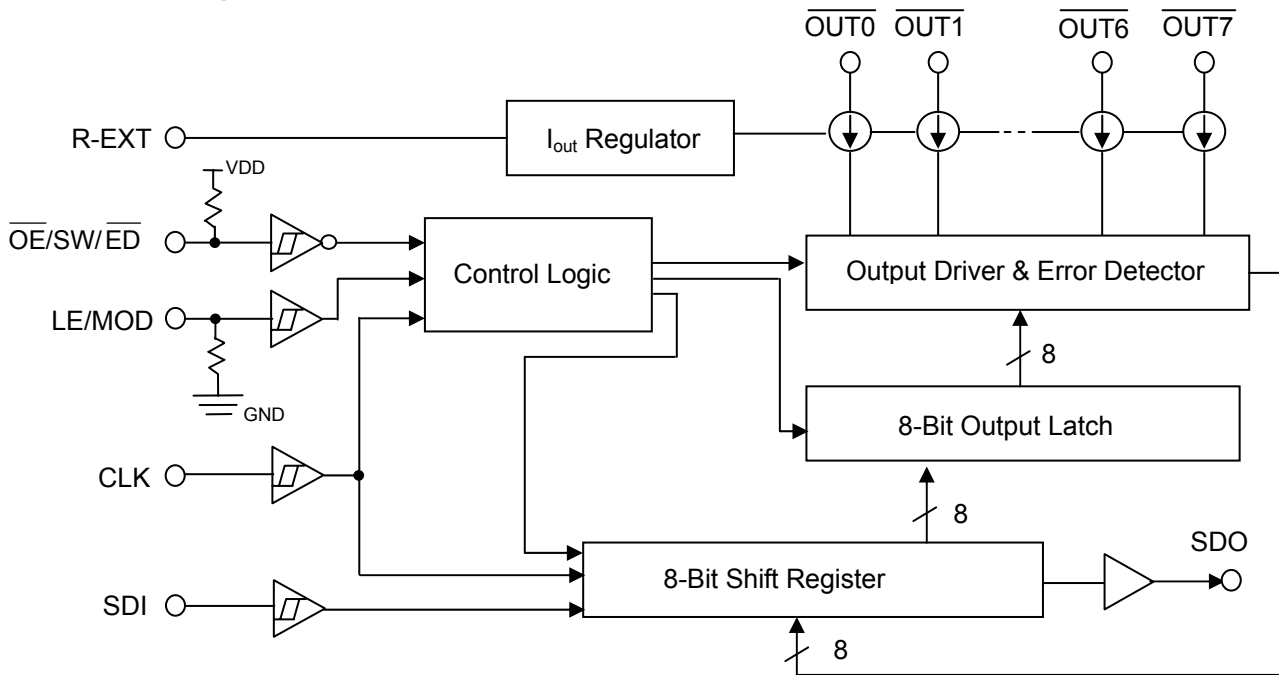 OUT0 OUT1 OUT6 OUT7
R-EXT
Iout Regulator
VDD
OE/SW/ED
Control Logic
Output Driver & Error Detector
LE/MOD
8
GND
8-Bit Output Latch
CLK
8
SDO
8-Bit Shift Register
SDI
8